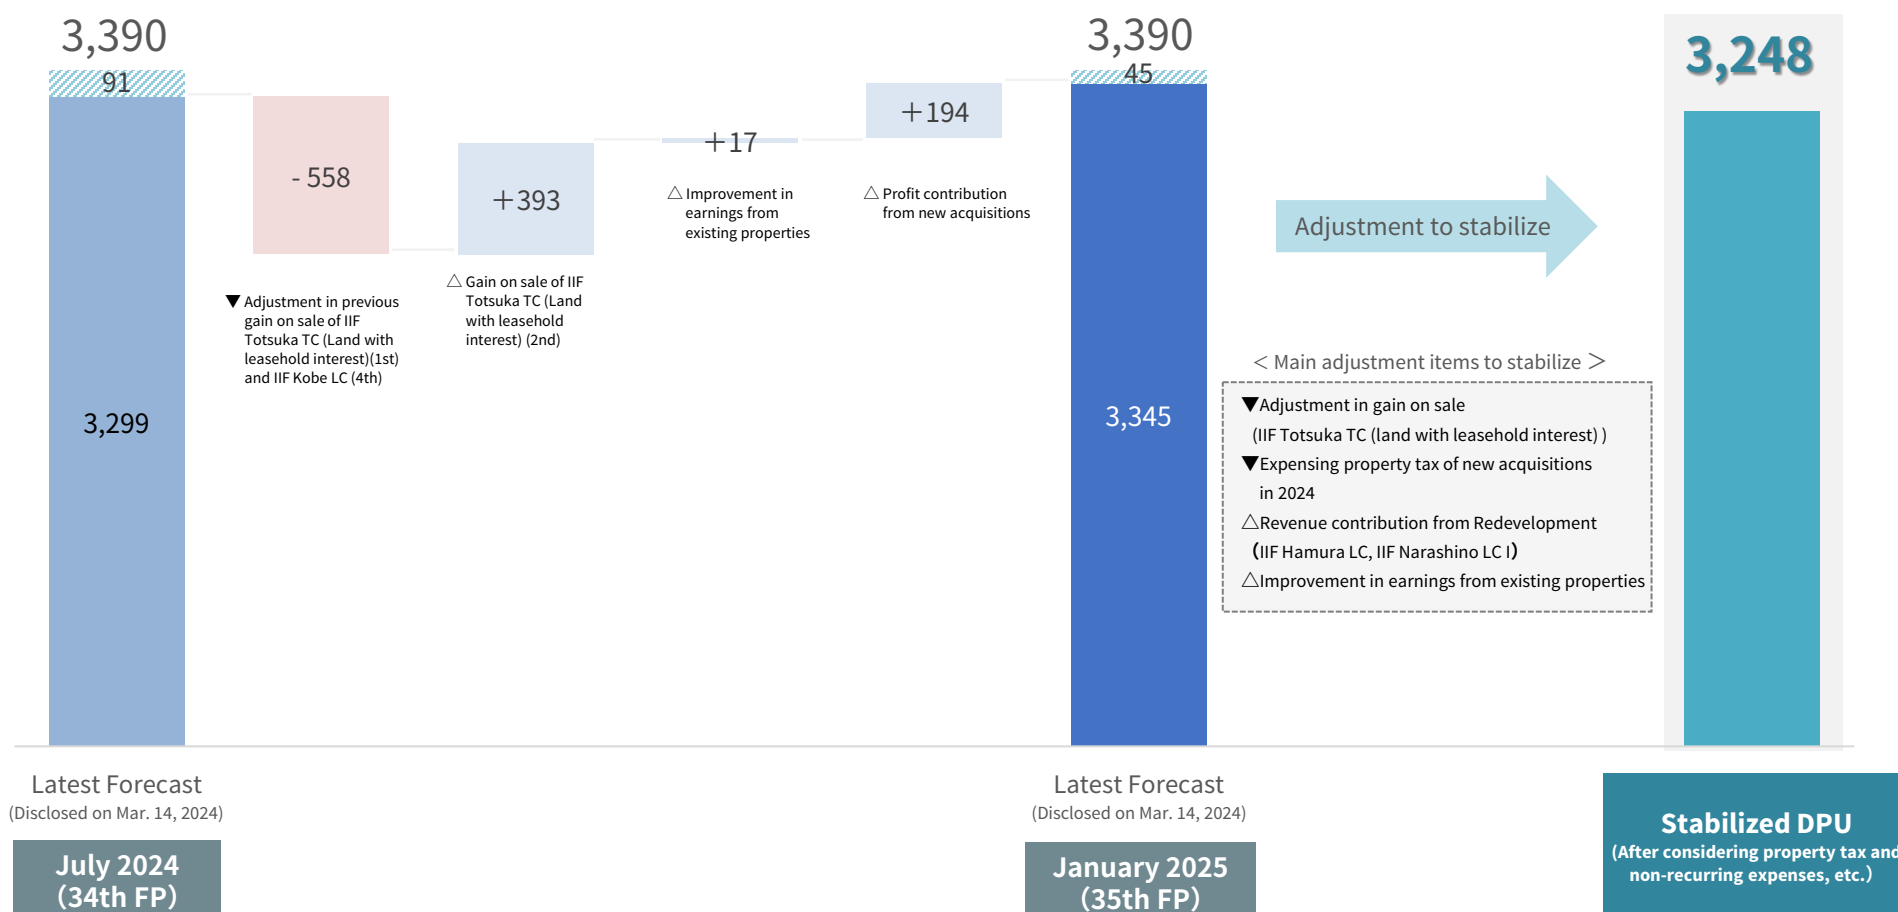 3,390
91
3,299
- 558
▼ Adjustment in previous
gain on sale of IIF
Totsuka TC (Land with
leasehold interest)(1st)
and IIF Kobe LC (4th)
+393
△ Gain on sale of IIF
Totsuka TC (Land
with leasehold
interest) (2nd)
+17
△ Improvement in
earnings from
existing properties
+194
△ Profit contribution
from new acquisitions
3,390
45
3,345
Adjustment to stabilize
< Main adjustment items to stabilize >
▼Adjustment in gain on sale
(IIF Totsuka TC (land with leasehold interest) )
▼Expensing property tax of new acquisitions
in 2024
△Revenue contribution from Redevelopment
(IIF Hamura LC, IIF Narashino LC I)
△Improvement in earnings from existing properties
3,248
Latest Forecast
(Disclosed on Mar. 14, 2024)
July 2024
(34th FP)
Latest Forecast
(Disclosed on Mar. 14, 2024)
January 2025
(35th FP)
Stabilized DPU
(After considering property tax and
non-recurring expenses, etc.)